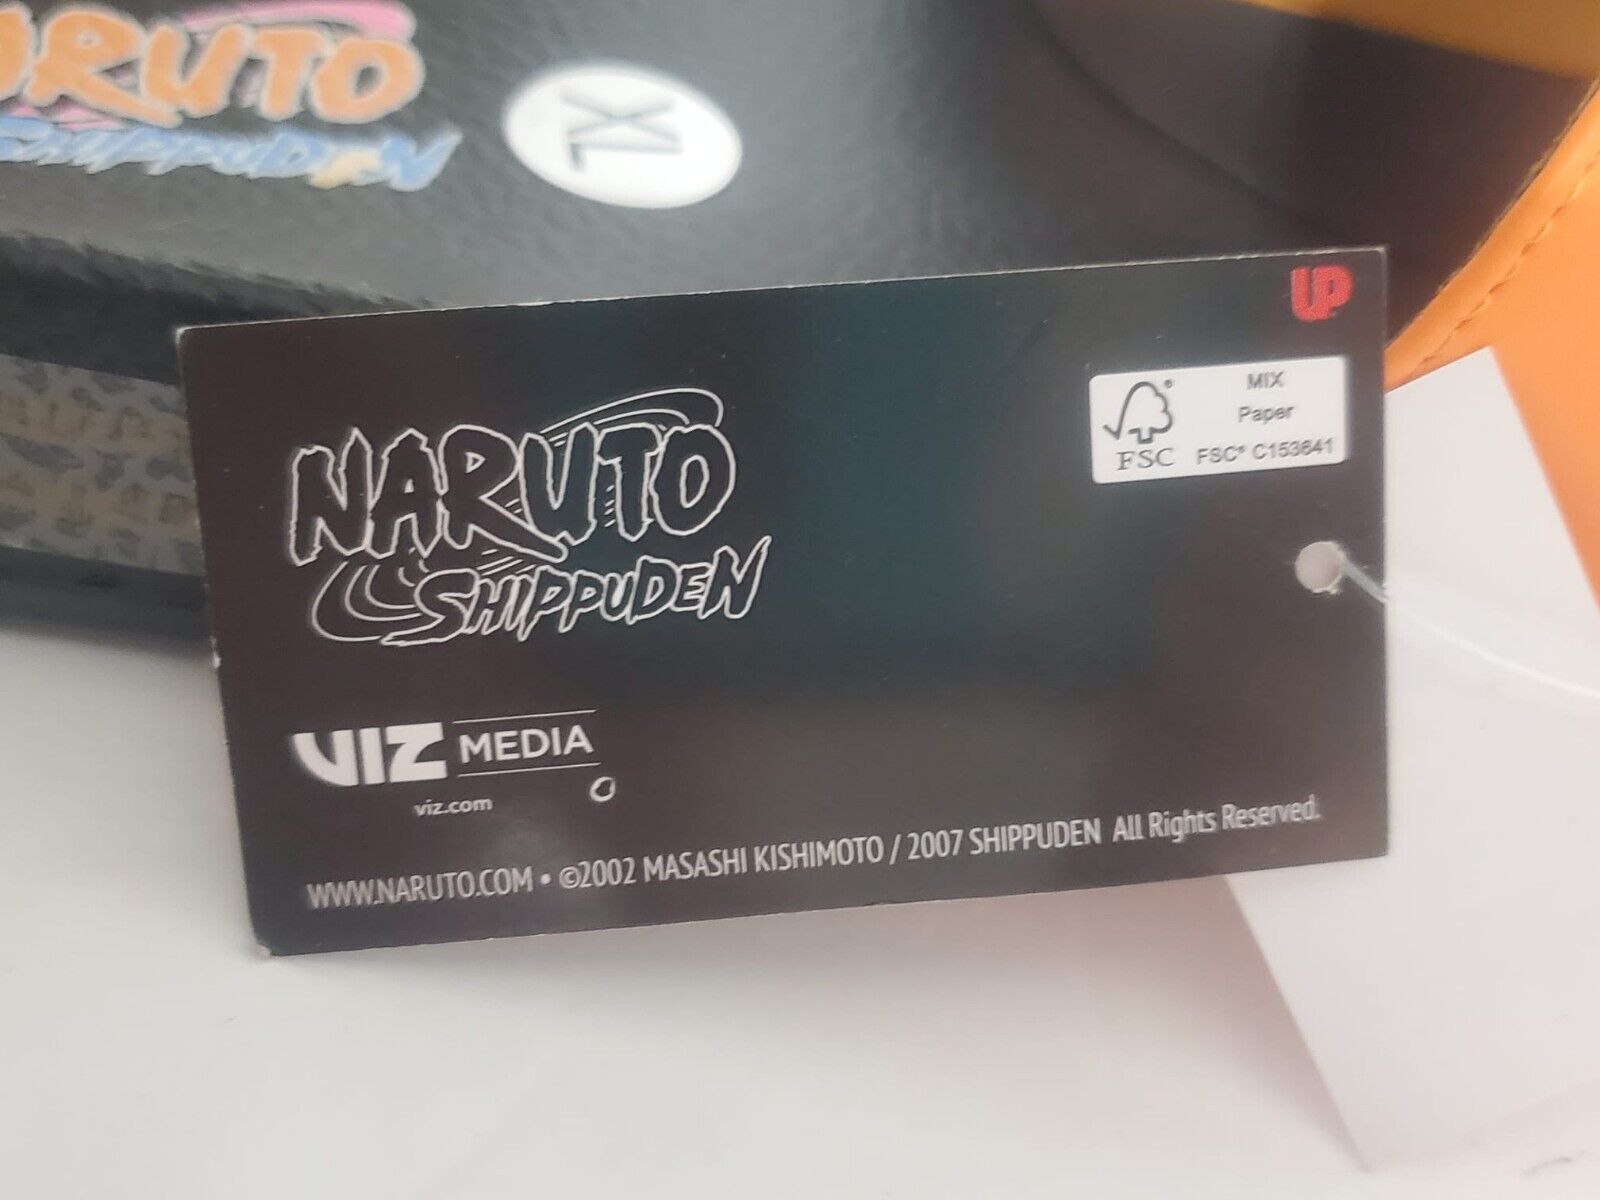 NARUTO
SHIPPUDEN
XL
UP
FSC
MIX
Paper
FSC® C153641
NARUTO
SHIPPUDEN
VIZ MEDIA
viz.com
WWW.NARUTO.COM • ©2002 MASASHI KISHIMOTO / 2007 SHIPPUDEN All Rights Reserved.